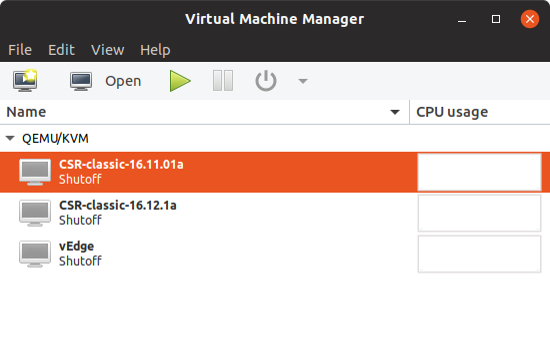 Virtual Machine Manager
File Edit View Help
Open
Name CPU usage
QEMU/KVM
CSR-classic-16.11.01a
Shutoff
CSR-classic-16.12.1a
Shutoff
vEdge
Shutoff